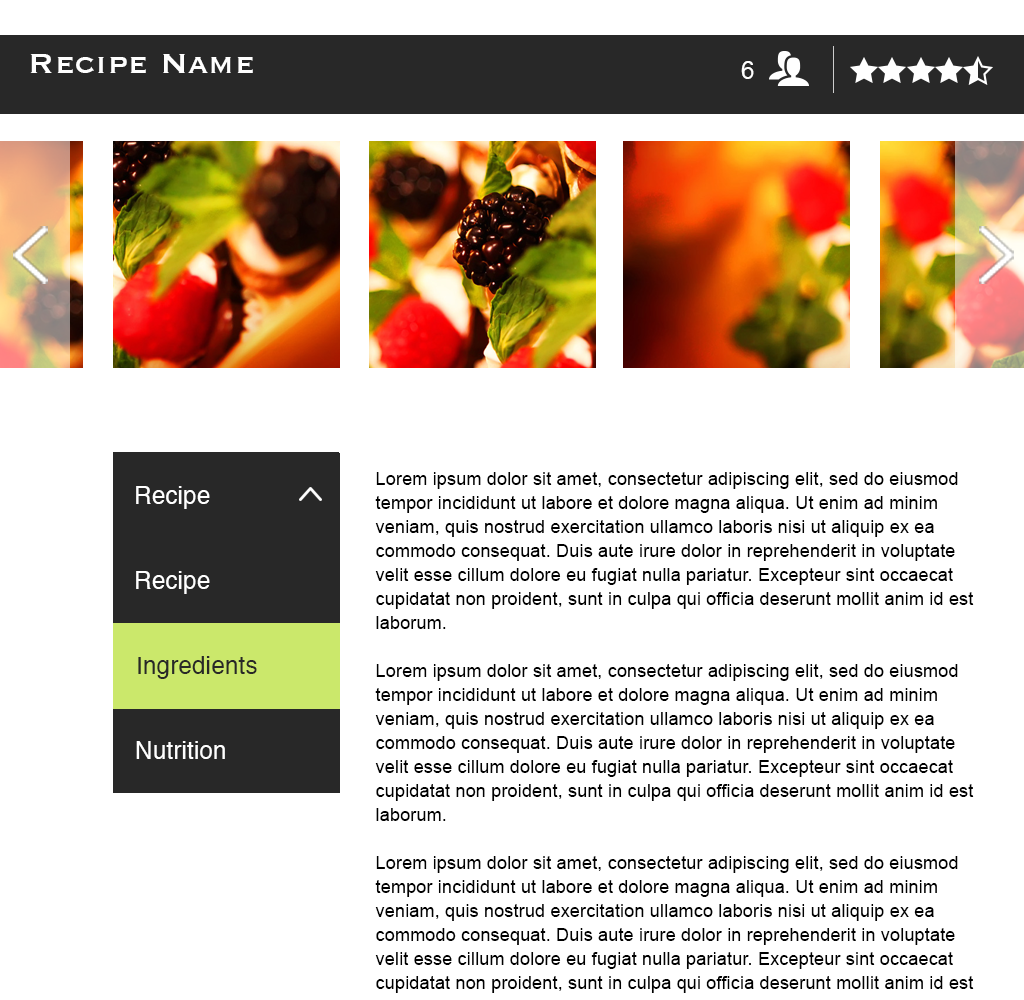 Recipe Name
6
Recipe
Recipe
Ingredients
Nutrition
Lorem ipsum dolor sit amet, consectetur adipiscing elit, sed do eiusmod
tempor incididunt ut labore et dolore magna aliqua. Ut enim ad minim
veniam, quis nostrud exercitation ullamco laboris nisi ut aliquip ex ea
commodo consequat. Duis aute irure dolor in reprehenderit in voluptate
velit esse cillum dolore eu fugiat nulla pariatur. Excepteur sint occaecat
cupidatat non proident, sunt in culpa qui officia deserunt mollit anim id est
laborum.
Lorem ipsum dolor sit amet, consectetur adipiscing elit, sed do eiusmod
tempor incididunt ut labore et dolore magna aliqua. Ut enim ad minim
veniam, quis nostrud exercitation ullamco laboris nisi ut aliquip ex ea
commodo consequat. Duis aute irure dolor in reprehenderit in voluptate
velit esse cillum dolore eu fugiat nulla pariatur. Excepteur sint occaecat
cupidatat non proident, sunt in culpa qui officia deserunt mollit anim id est
laborum.
Lorem ipsum dolor sit amet, consectetur adipiscing elit, sed do eiusmod
tempor incididunt ut labore et dolore magna aliqua. Ut enim ad minim
veniam, quis nostrud exercitation ullamco laboris nisi ut aliquip ex ea
commodo consequat. Duis aute irure dolor in reprehenderit in voluptate
velit esse cillum dolore eu fugiat nulla pariatur. Excepteur sint occaecat
cupidatat non proident, sunt in culpa qui officia deserunt mollit anim id est